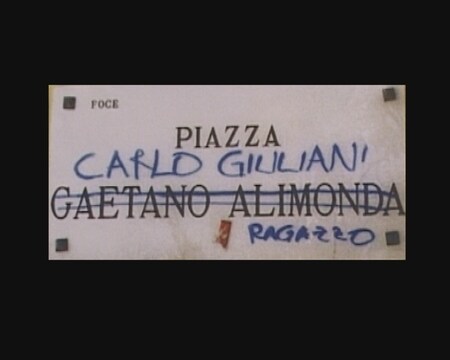 FOCE
PIAZZA
CARLO GIULIANI
GAETANO ALIMONDA
RAGAZZO